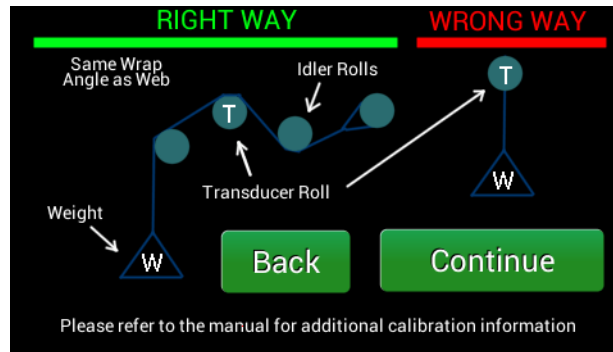 RIGHT WAY
WRONG WAY
Same Wrap
Angle as Web
Idler Rolls
T
T
Transducer Roll
W
Weight
W
Back
Continue
Please refer to the manual for additional calibration information